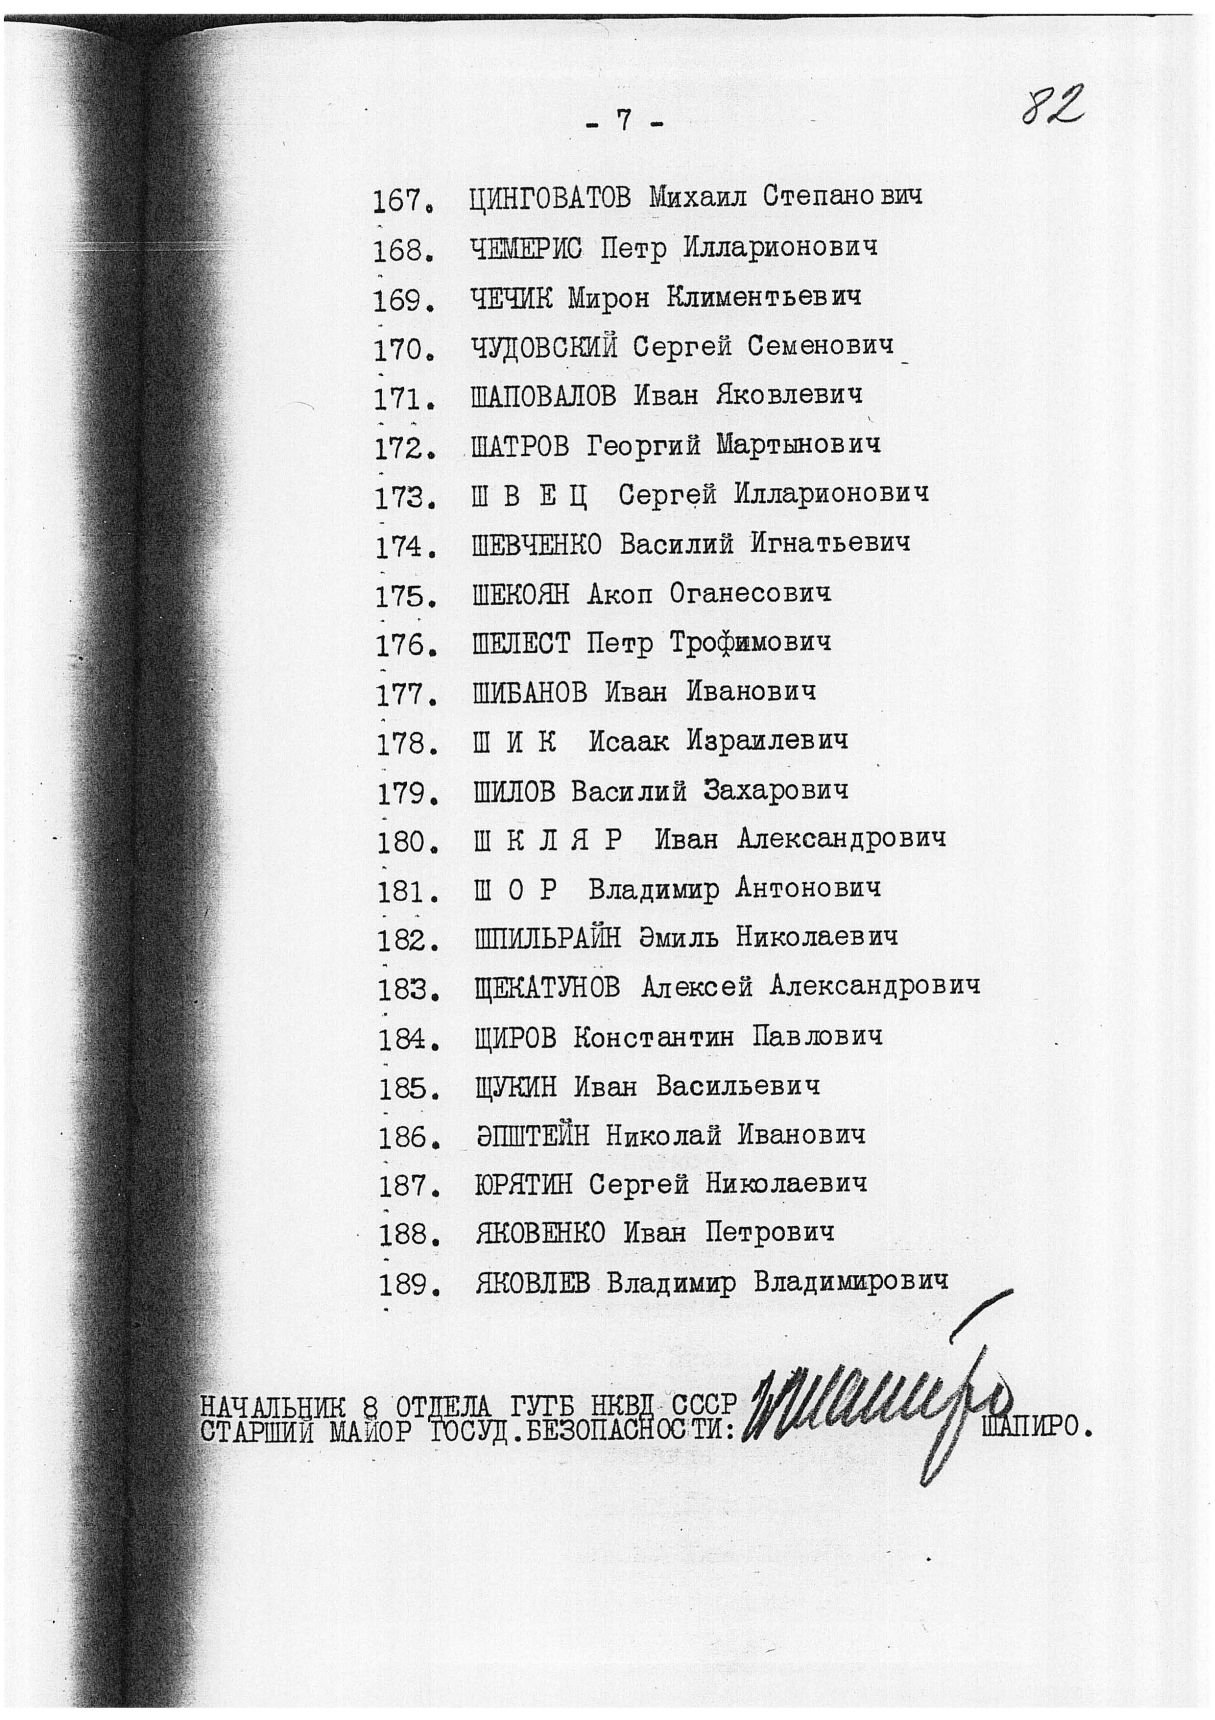 82
- 7 -
167. ЦИНГОВАТОВ Михаил Степанович
168. ЧЕМЕРИС Петр Илларионович
169. ЧЕЧИК Мирон Климентьевич
170. ЧУДОВСКИЙ Сергей Семенович
171. ШАПОВАЛОВ Иван Яковлевич
172. ШАТРОВ Георгий Мартынович
173. Ш В Е Ц Сергей Илларионович
174. ШЕВЧЕНКО Василий Игнатьевич
175. ШЕКОЯН Акоп Оганесович
176. ШЕЛЕСТ Петр Трофимович
177. ШИБАНОВ Иван Иванович
178. Ш И К Исаак Израилевич
179. ШИЛОВ Василий Захарович
180. Ш К Л Я Р Иван Александрович
181. Ш О Р Владимир Антонович
182. ШПИЛЬРАЙН Эмиль Николаевич
183. ЩЕКАТУНОВ Алексей Александрович
184. ЩИРОВ Константин Павлович
185. ЩУКИН Иван Васильевич
186. ЭПШТЕЙН Николай Иванович
187. ЮРЯТИН Сергей Николаевич
188. ЯКОВЕНКО Иван Петрович
189. ЯКОВЛЕВ Владимир Владимирович
НАЧАЛЬНИК 8 ОТДЕЛА ГУГБ НКВД СССР
СТАРШИЙ МАЙОР ГОСУД.БЕЗОПАСНОСТИ: Шапиро ШАПИРО.